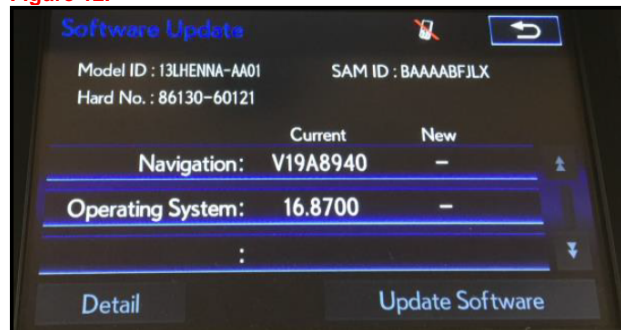 Software Update
Model ID : 13LHENNA-AA01 SAM ID : BAAAABFJLX
Hard No. : 86130-60121
Current New
Navigation: V19A8940 –
Operating System: 16.8700 –
:
Detail Update Software